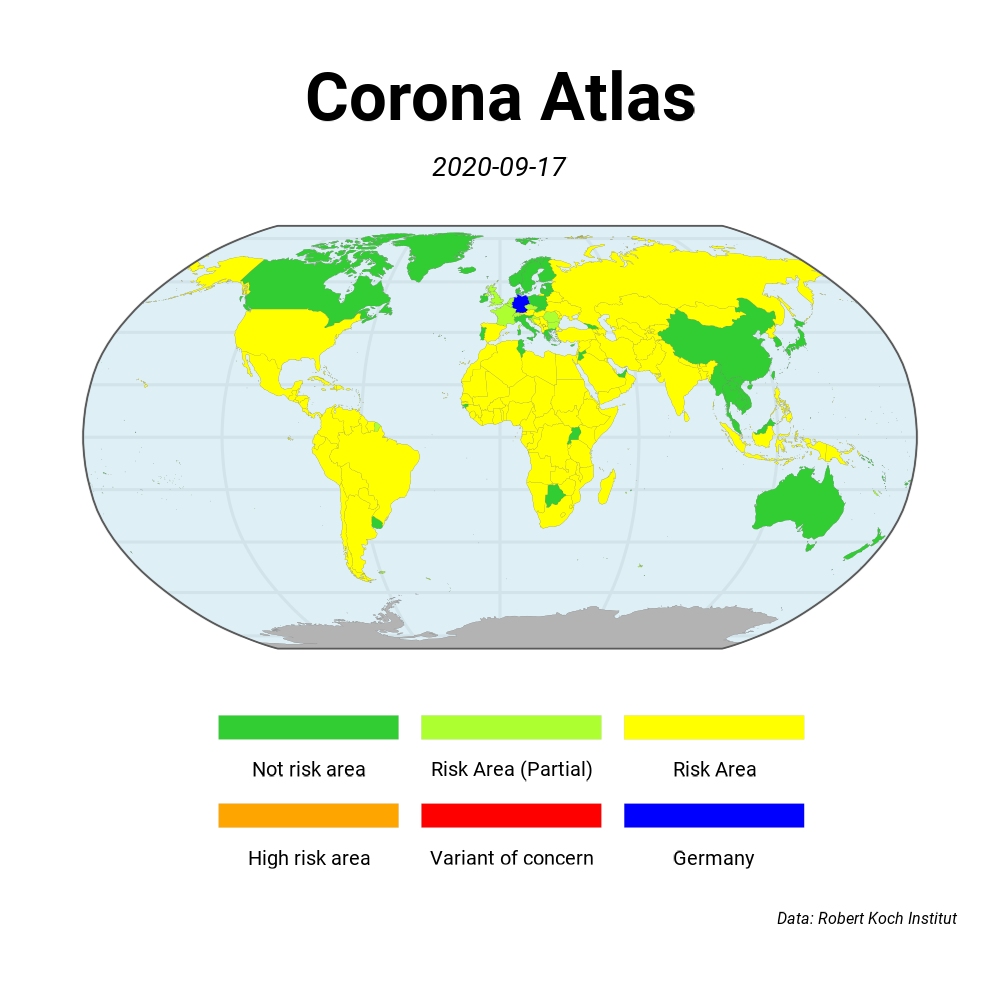 Corona Atlas
2020-09-17
Not risk area
Risk Area (Partial)
Risk Area
High risk area
Variant of concern
Germany
Data: Robert Koch Institut